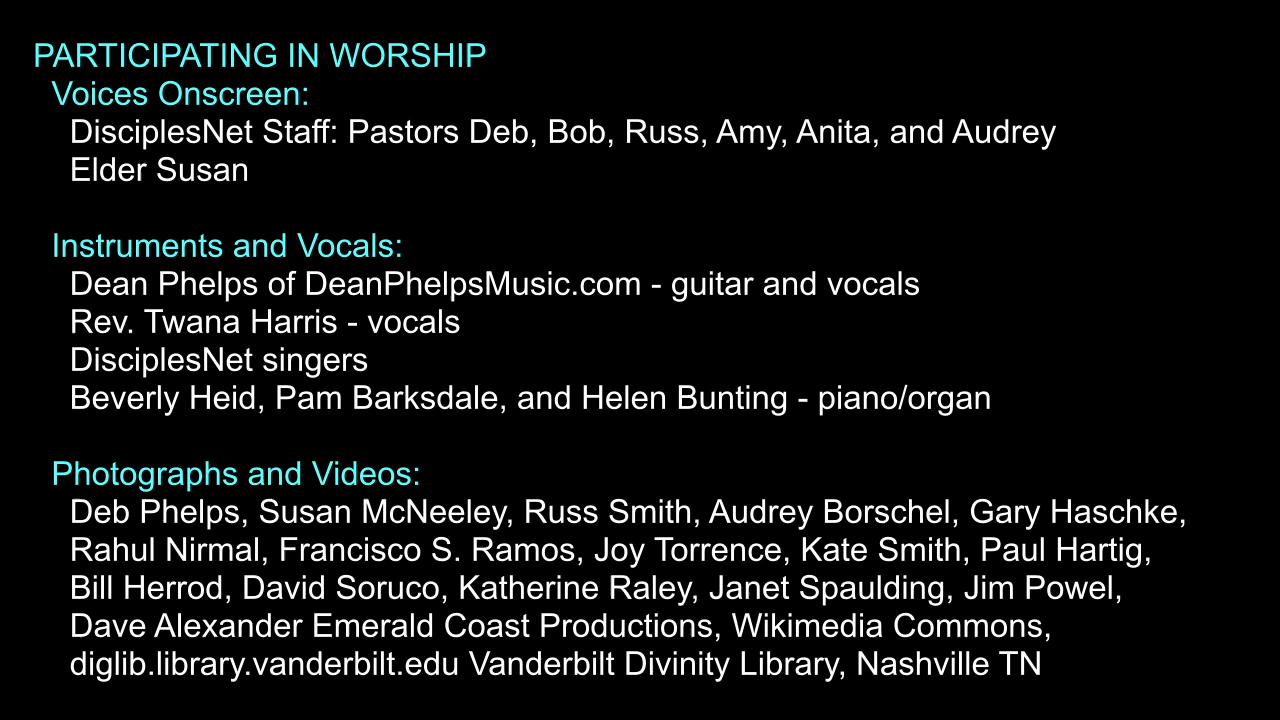 PARTICIPATING IN WORSHIP
Voices Onscreen:
DisciplesNet Staff: Pastors Deb, Bob, Russ, Amy, Anita, and Audrey
Elder Susan
Instruments and Vocals:
Dean Phelps of DeanPhelpsMusic.com - guitar and vocals
Rev. Twana Harris - vocals
DisciplesNet singers
Beverly Heid, Pam Barksdale, and Helen Bunting - piano/organ
Photographs and Videos:
Deb Phelps, Susan McNeeley, Russ Smith, Audrey Borschel, Gary Haschke,
Rahul Nirmal, Francisco S. Ramos, Joy Torrence, Kate Smith, Paul Hartig,
Bill Herrod, David Soruco, Katherine Raley, Janet Spaulding, Jim Powel,
Dave Alexander Emerald Coast Productions, Wikimedia Commons,
diglib.library.vanderbilt.edu Vanderbilt Divinity Library, Nashville TN